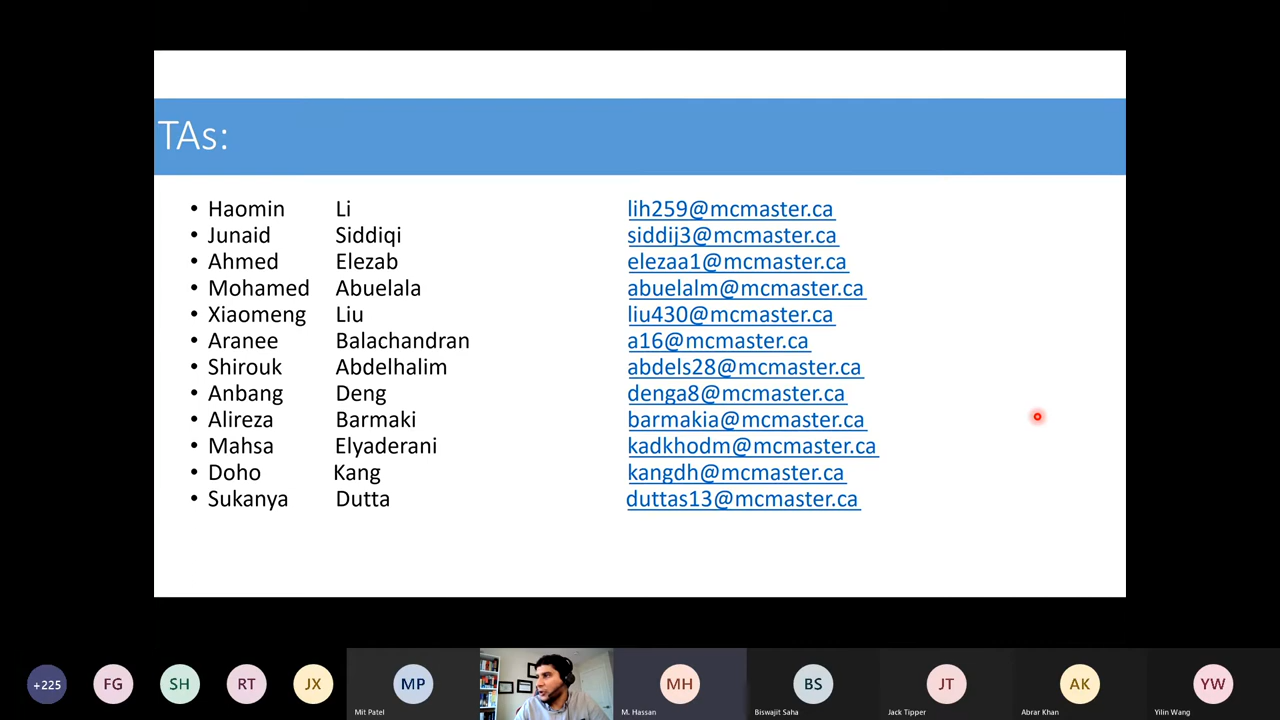 TAs:
• Haomin Li lih259@mcmaster.ca
• Junaid Siddiqi siddij3@mcmaster.ca
• Ahmed Elezab elezaa1@mcmaster.ca
• Mohamed Abuelala abuelalm@mcmaster.ca
• Xiaomeng Liu liu430@mcmaster.ca
• Aranee Balachandran a16@mcmaster.ca
• Shirouk Abdelhalim abdels28@mcmaster.ca
• Anbang Deng denga8@mcmaster.ca
• Alireza Barmaki barmakia@mcmaster.ca
• Mahsa Elyaderani kadkhodm@mcmaster.ca
• Doho Kang kangdh@mcmaster.ca
• Sukanya Dutta duttas13@mcmaster.ca
+225 FG SH RT JX MP MH BS JT AK YW
Mit Patel M. Hassan Biswajit Saha Jack Tipper Abrar Khan Yilin Wang